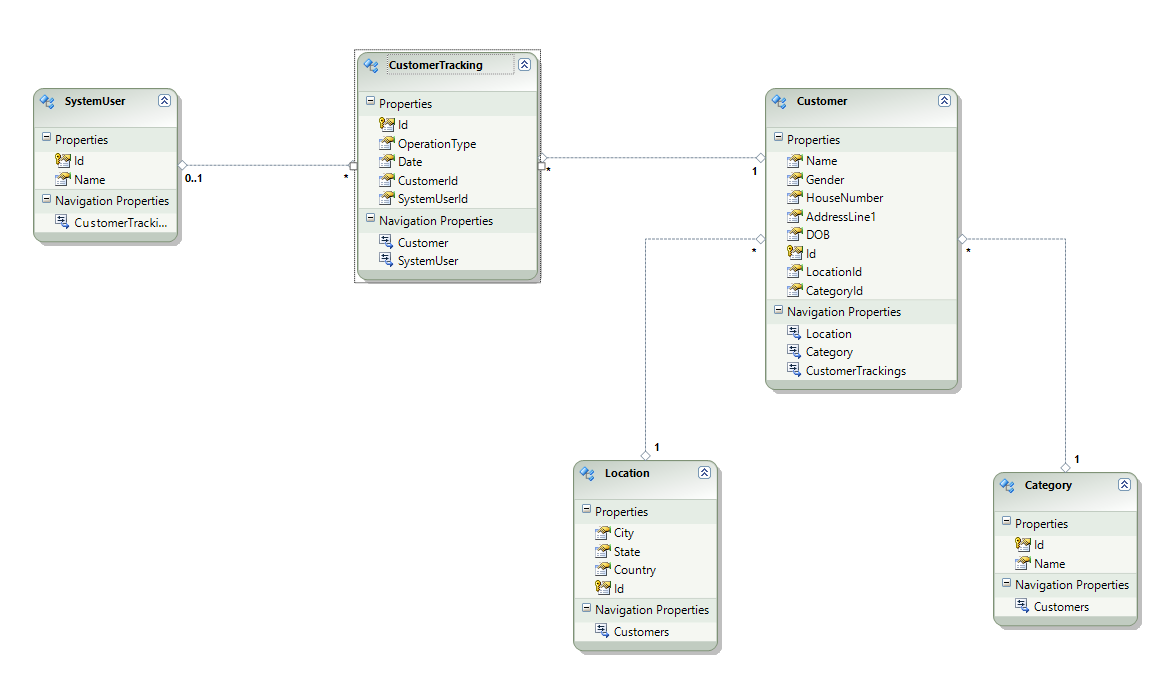 SystemUser
Properties
Id
Name
Navigation Properties
CustomerTracki...
0..1
*
CustomerTracking
Properties
Id
OperationType
Date
CustomerId
SystemUserId
Navigation Properties
Customer
SystemUser
*
1
Customer
Properties
Name
Gender
HouseNumber
AddressLine1
DOB
Id
LocationId
CategoryId
Navigation Properties
Location
Category
CustomerTrackings
*
*
1
Location
Properties
City
State
Country
Id
Navigation Properties
Customers
1
Category
Properties
Id
Name
Navigation Properties
Customers